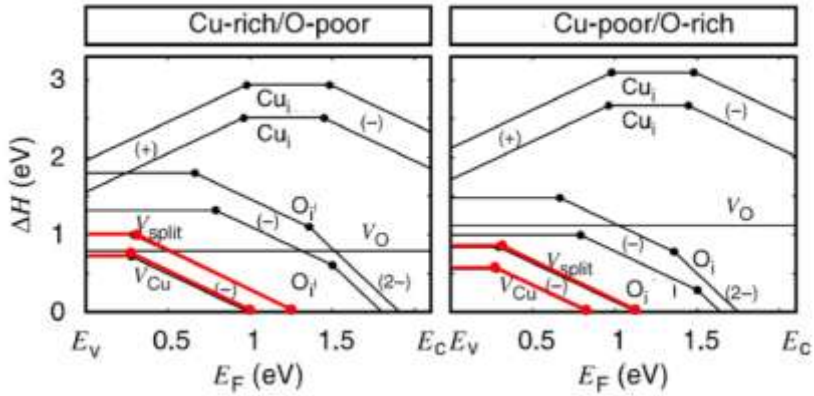 Cu-rich/O-poor
Cu-poor/O-rich
3
2
1
0
ΔH (eV)
Cu_i
Cu_i
(+)
(−)
O_i'
V_O
(−)
V_split
V_Cu
(−)
O_i'
(2−)
E_v
0.5
1
1.5
E_c
E_F (eV)
Cu_i
Cu_i
(+)
(−)
V_O
(−)
O_i
V_split
V_Cu
(−)
O_i
(2−)
E_v
0.5
1
1.5
E_c
E_F (eV)